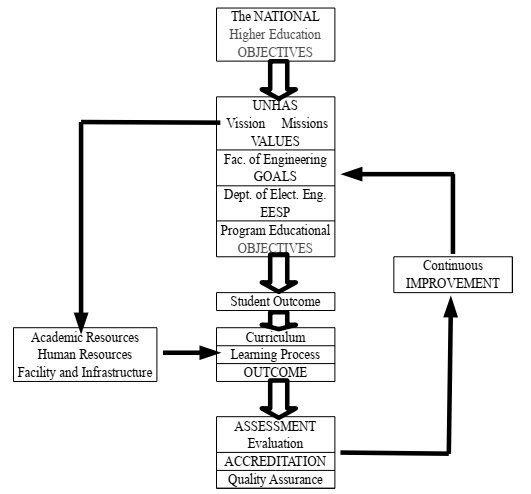 The NATIONAL
Higher Education
OBJECTIVES
UNHAS
Vission Missions
VALUES
Fac. of Engineering
GOALS
Dept. of Elect. Eng.
EESP
Program Educational
OBJECTIVES
Continuous
IMPROVEMENT
Student Outcome
Academic Resources
Human Resources
Facility and Infrastructure
Curriculum
Learning Process
OUTCOME
ASSESSMENT
Evaluation
ACCREDITATION
Quality Assurance